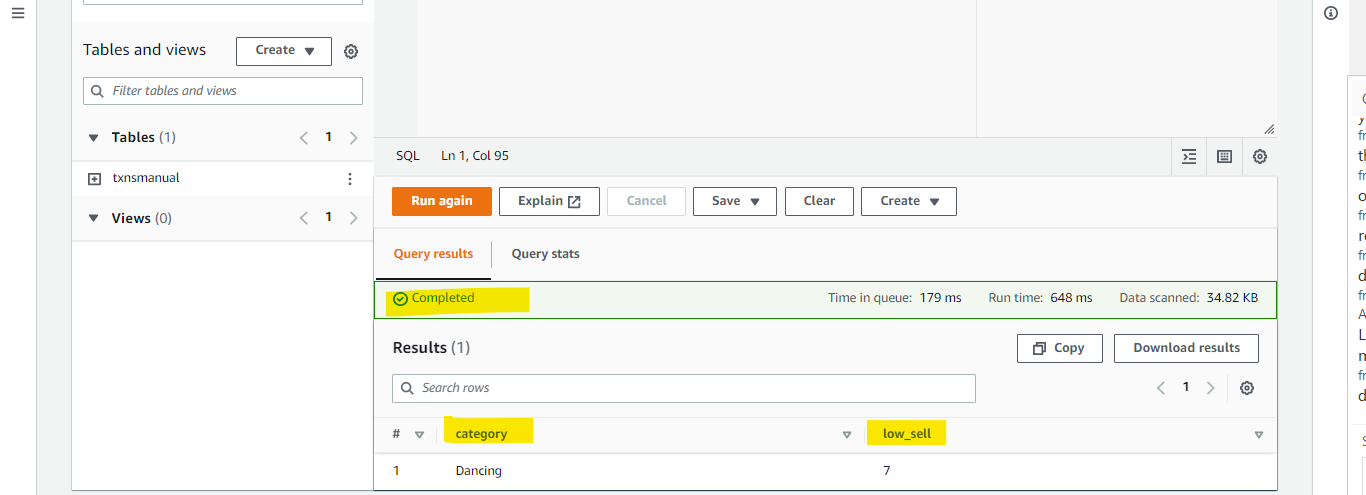 Tables and views Create
Filter tables and views
Tables (1) 1
txnsmanual
Views (0) 1
SQL Ln 1, Col 95
Run again Explain Cancel Save Clear Create
Query results Query stats
Completed Time in queue: 179 ms Run time: 648 ms Data scanned: 34.82 KB
Results (1) Copy Download results
Search rows 1
# category low_sell
1 Dancing 7